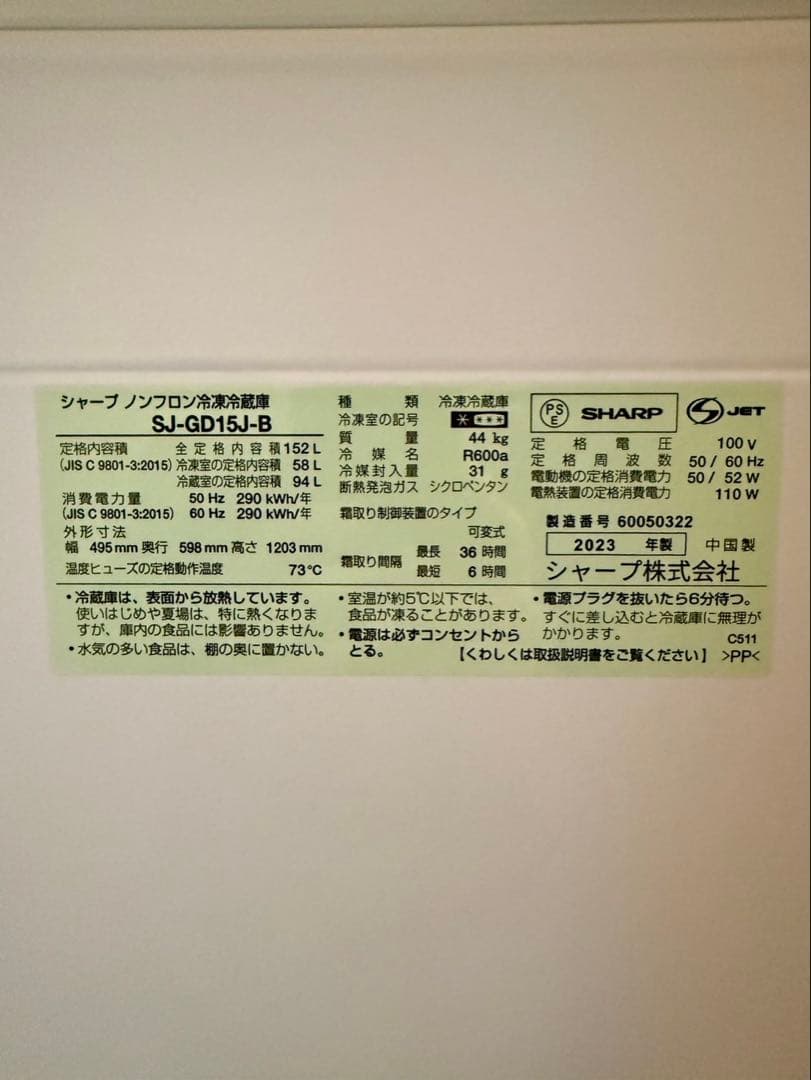 シャープ ノンフロン冷凍冷蔵庫
SJ-GD15J-B
定格内容積 全定格内容積 152 L
(JIS C 9801-3:2015) 冷凍室の定格内容積 58 L
冷蔵室の定格内容積 94 L
消費電力量 50 Hz 290 kWh/年
(JIS C 9801-3:2015) 60 Hz 290 kWh/年
外形寸法
幅 495 mm 奥行 598 mm 高さ 1203 mm
温度ヒューズの定格動作温度 73℃
種類 冷凍冷蔵庫
冷凍室の記号 * ***
質量 44 kg
冷媒名 R600a
冷媒封入量 31 g
断熱発泡ガス シクロペンタン
霜取り制御装置のタイプ
可変式
霜取り間隔 最長 36 時間
最短 6 時間
PS E SHARP JET
定格電圧 100 V
定格周波数 50 / 60 Hz
電動機の定格消費電力 50 / 52 W
電熱装置の定格消費電力 110 W
製造番号 60050322
2023 年製 中国製
シャープ株式会社
・冷蔵庫は、表面から放熱しています。
使いはじめや夏場は、特に熱くなりま
すが、庫内の食品には影響ありません。
・水気の多い食品は、棚の奥に置かない。
・室温が約5℃以下では、
食品が凍ることがあります。
・電源は必ずコンセントから
とる。
・電源プラグを抜いたら6分待つ。
すぐに差し込むと冷蔵庫に無理が
かかります。
C511
【くわしくは取扱説明書をご覧ください】 >PP<